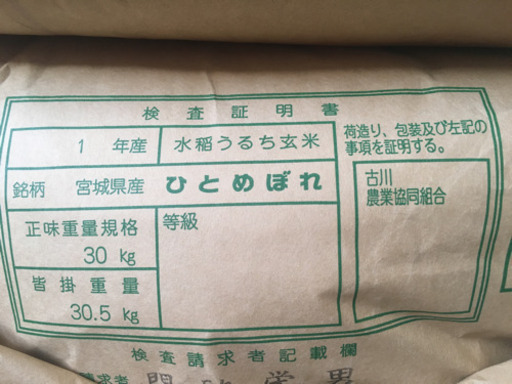 検査証明書
1 年産 水稲うるち玄米
銘柄 宮城県産 ひとめぼれ
正味重量規格
30 kg
皆掛重量
30.5 kg
等級
荷造り、包装及び左記の
事項を証明する。
古川
農業協同組合
検査請求者記載欄